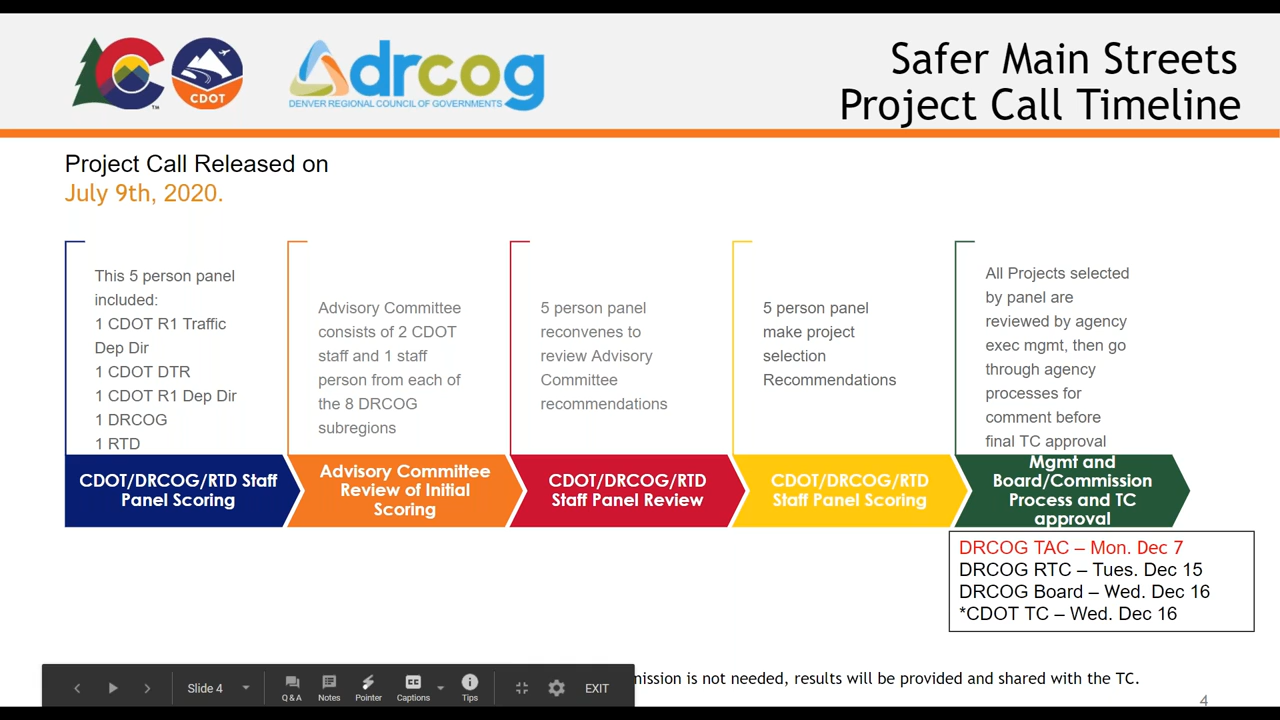 CDOT
drcog
DENVER REGIONAL COUNCIL OF GOVERNMENTS
Safer Main Streets
Project Call Timeline
Project Call Released on
July 9th, 2020.
This 5 person panel
included:
1 CDOT R1 Traffic
Dep Dir
1 CDOT DTR
1 CDOT R1 Dep Dir
1 DRCOG
1 RTD
CDOT/DRCOG/RTD Staff
Panel Scoring
Advisory Committee
consists of 2 CDOT
staff and 1 staff
person from each of
the 8 DRCOG
subregions
Advisory Committee
Review of Initial
Scoring
5 person panel
reconvenes to
review Advisory
Committee
recommendations
CDOT/DRCOG/RTD
Staff Panel Review
5 person panel
make project
selection
Recommendations
CDOT/DRCOG/RTD
Staff Panel Scoring
All Projects selected
by panel are
reviewed by agency
exec mgmt, then go
through agency
processes for
comment before
final TC approval
Mgmt and
Board/Commission
Process and TC
approval
DRCOG TAC – Mon. Dec 7
DRCOG RTC – Tues. Dec 15
DRCOG Board – Wed. Dec 16
*CDOT TC – Wed. Dec 16
is not needed, results will be provided and shared with the TC.
Slide 4
Q & A
Notes
Pointer
Captions
Tips
EXIT
4